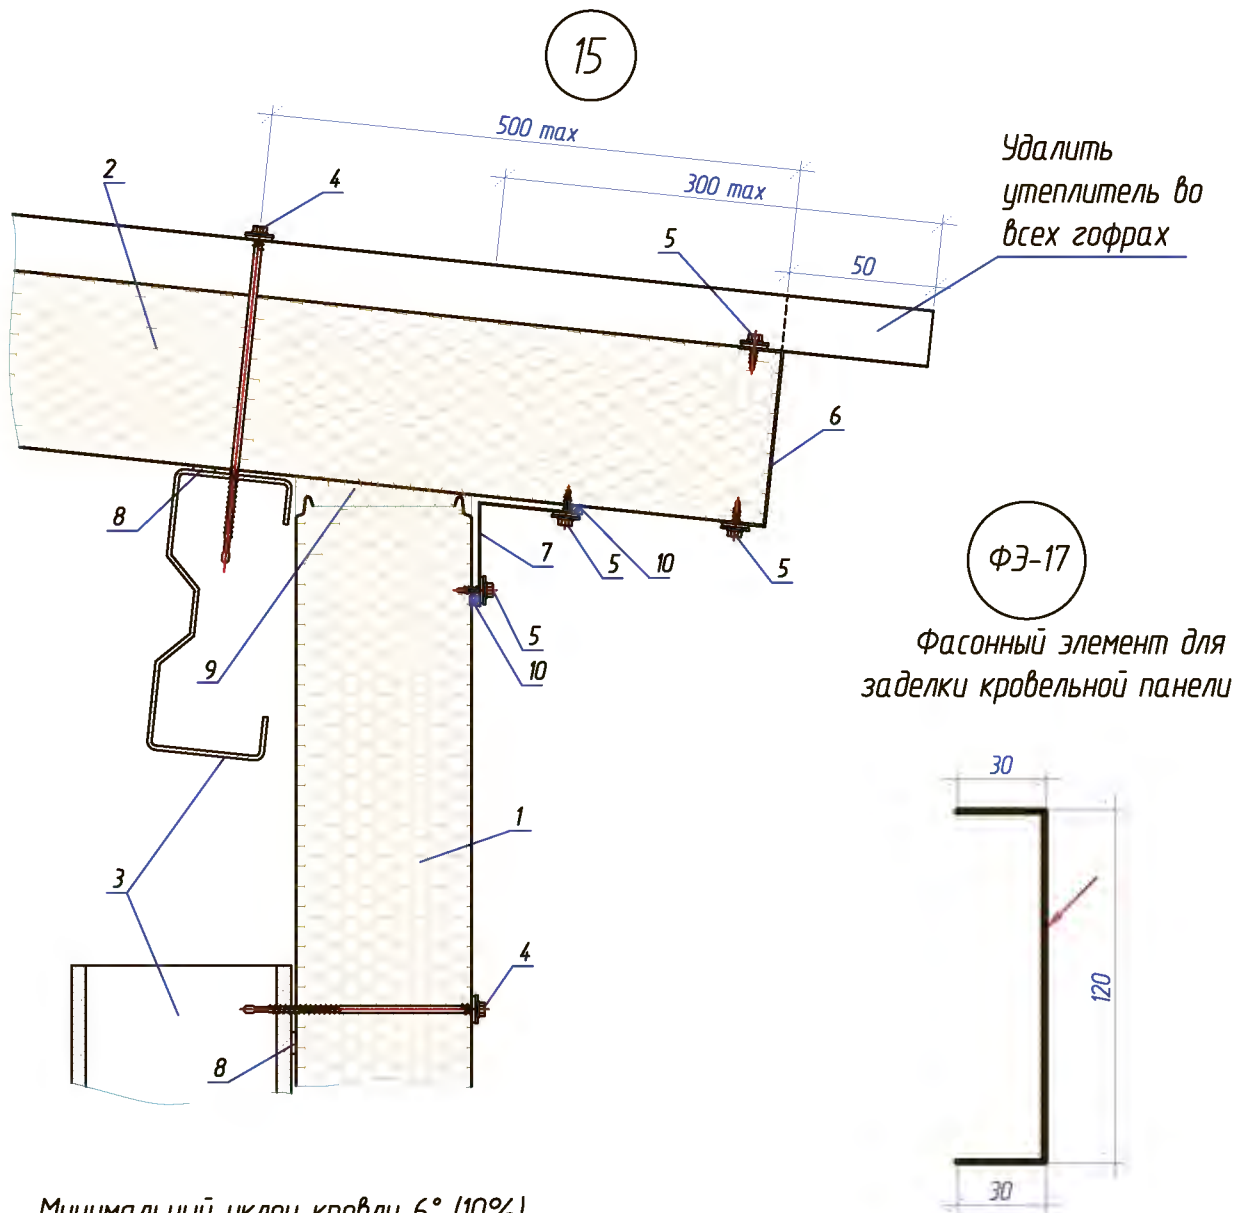 15
500 max
300 max
50
Удалить
утеплитель во
всех гофрах
2
4
5
6
8
7
5
10
5
5
10
9
ФЭ-17
Фасонный элемент для
заделки кровельной панели
30
120
30
1
3
4
8
Минимальный уклон кровли 6° (10%)